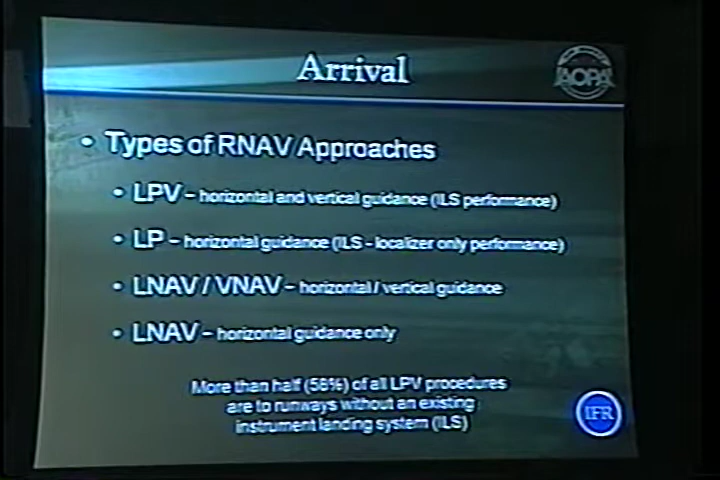 Arrival
AOPA
• Types of RNAV Approaches
• LPV – horizontal and vertical guidance (ILS performance)
• LP – horizontal guidance (ILS – localizer only performance)
• LNAV / VNAV – horizontal / vertical guidance
• LNAV – horizontal guidance only
More than half (58%) of all LPV procedures
are to runways without an existing
instrument landing system (ILS)
IFR